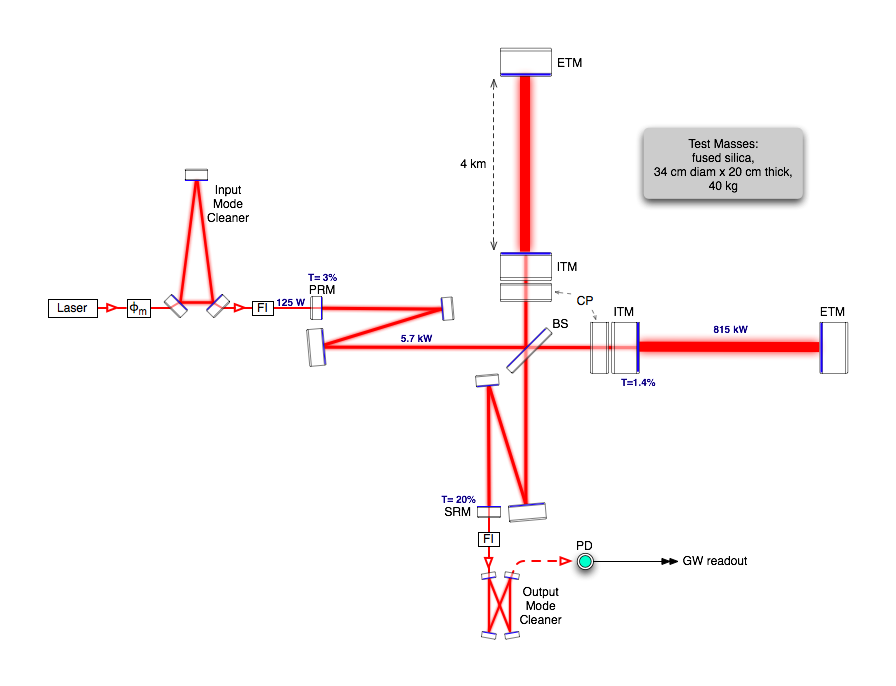 ETM
Test Masses:
fused silica,
34 cm diam x 20 cm thick,
40 kg
4 km
Input
Mode
Cleaner
ITM
T= 3%
PRM
CP
Laser
ϕm
FI
125 W
ITM
ETM
BS
815 kW
5.7 kW
T=1.4%
T= 20%
SRM
FI
PD
GW readout
Output
Mode
Cleaner